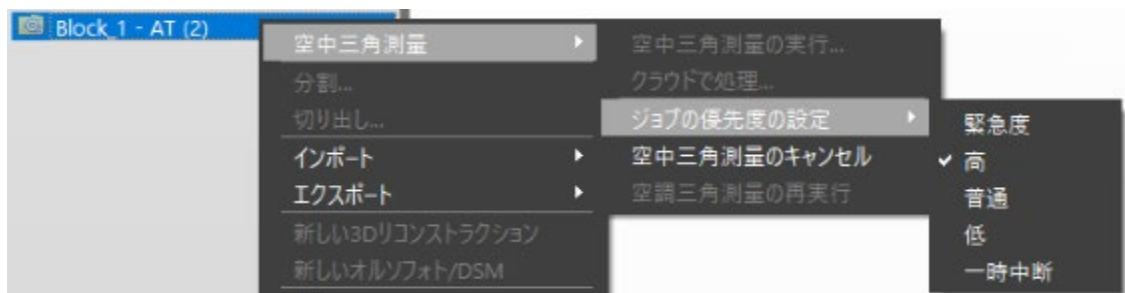 Block_1 - AT (2)
空中三角測量
分割...
切り出し...
インポート
エクスポート
新しい3Dリコンストラクション
新しいオルソフォト/DSM
空中三角測量の実行...
クラウドで処理...
ジョブの優先度の設定
空中三角測量のキャンセル
空調三角測量の再実行
緊急度
高
普通
低
一時中断